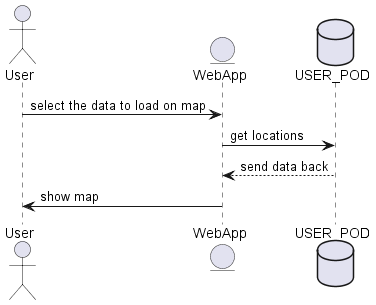 User WebApp USER_POD
select the data to load on map
get locations
send data back
show map
User WebApp USER_POD